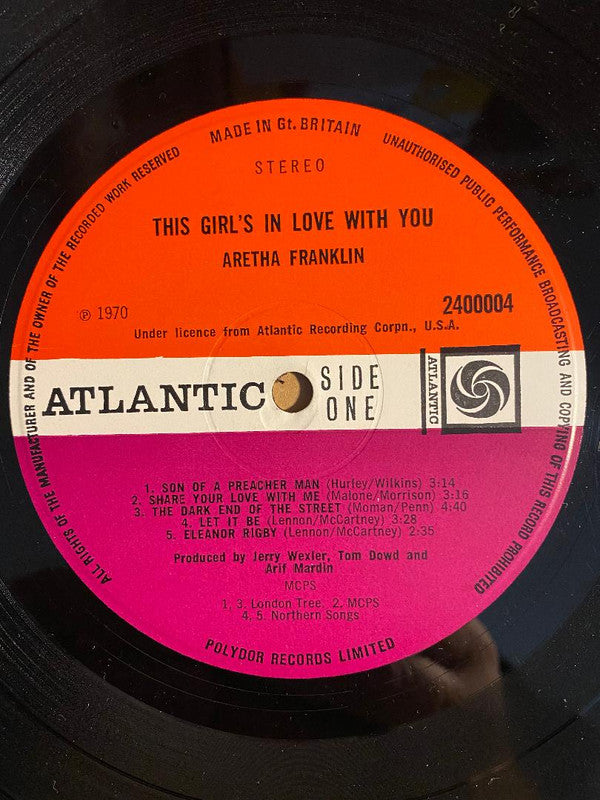 MADE IN Gt. BRITAIN
STEREO
THIS GIRL'S IN LOVE WITH YOU
ARETHA FRANKLIN
℗ 1970
2400004
Under licence from Atlantic Recording Corpn., U.S.A.
ATLANTIC
SIDE
ONE
ATLANTIC
1. SON OF A PREACHER MAN (Hurley/Wilkins) 3:14
2. SHARE YOUR LOVE WITH ME (Malone/Morrison) 3:16
3. THE DARK END OF THE STREET (Moman/Penn) 4:40
4. LET IT BE (Lennon/McCartney) 3:28
5. ELEANOR RIGBY (Lennon/McCartney) 2:35
Produced by Jerry Wexler, Tom Dowd and
Arif Mardin
MCPS
1, 3. London Tree. 2. MCPS
4. 5. Northern Songs
POLYDOR RECORDS LIMITED
ALL RIGHTS OF THE MANUFACTURER AND OF THE OWNER OF THE RECORDED WORK RESERVED
UNAUTHORISED PUBLIC PERFORMANCE BROADCASTING AND COPYING OF THIS RECORD PROHIBITED